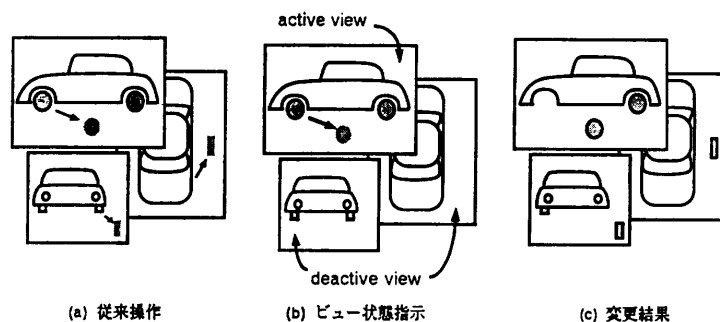 active view
deactive view
(a) 従来操作
(b) ビュー状態指示
(c) 変更結果